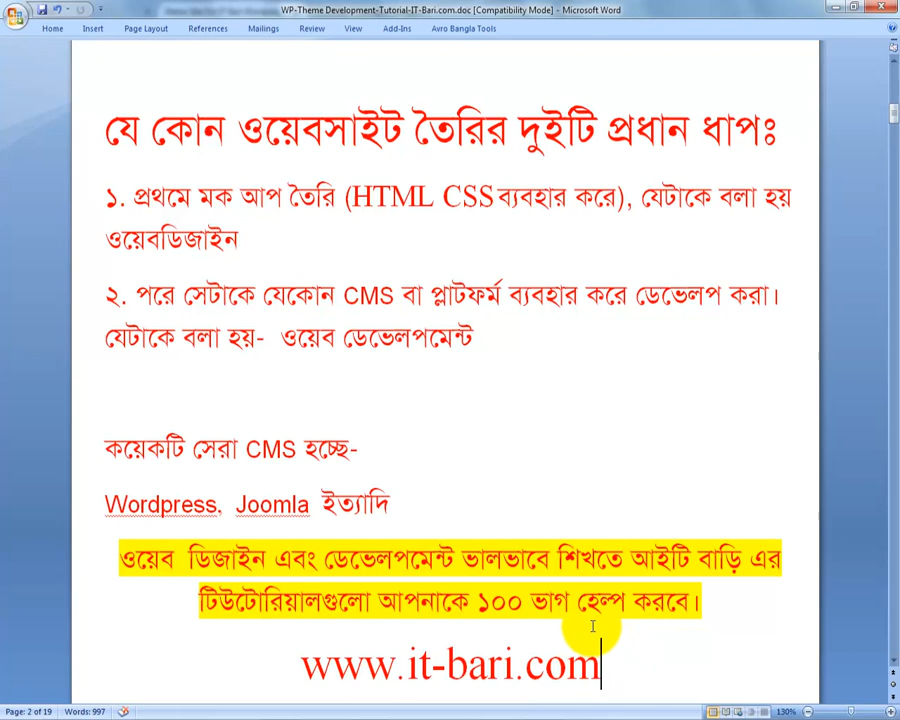 WP-Theme Development-Tutorial-IT-Bari.com.doc [Compatibility Mode] - Microsoft Word
Home Insert Page Layout References Mailings Review View Add-Ins Avro Bangla Tools
যে কোন ওয়েবসাইট তৈরির দুইটি প্রধান ধাপঃ
১. প্রথমে মক আপ তৈরি (HTML CSS ব্যবহার করে), যেটাকে বলা হয়
ওয়েবডিজাইন
২. পরে সেটাকে যেকোন CMS বা প্লাটফর্ম ব্যবহার করে ডেভেলপ করা।
যেটাকে বলা হয়- ওয়েব ডেভেলপমেন্ট
কয়েকটি সেরা CMS হচ্ছে-
Wordpress, Joomla ইত্যাদি
ওয়েব ডিজাইন এবং ডেভেলপমেন্ট ভালভাবে শিখতে আইটি বাড়ি এর
টিউটোরিয়ালগুলো আপনাকে ১০০ ভাগ হেল্প করবে।
www.it-bari.com
Page: 2 of 19 Words: 997 130%